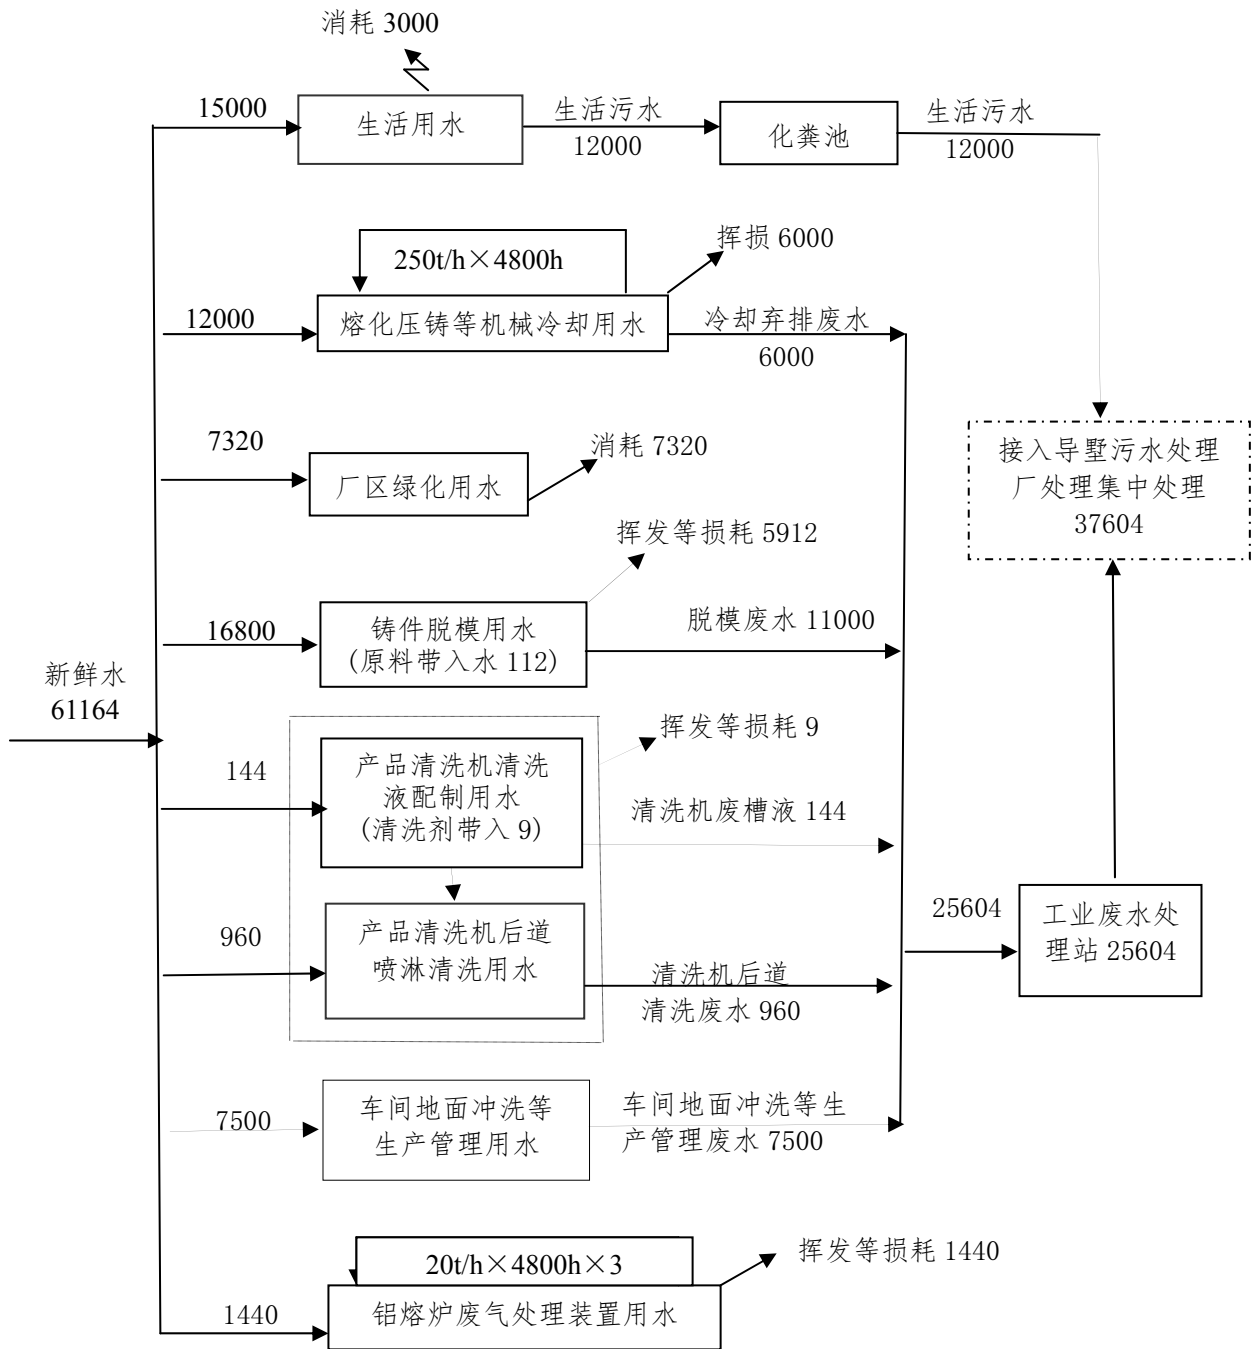 消耗 3000
15000
生活用水
生活污水
12000
化粪池
生活污水
12000
250t/h×4800h
挥损 6000
12000
熔化压铸等机械冷却用水
冷却弃排废水
6000
7320
厂区绿化用水
消耗 7320
接入导墅污水处理
厂处理集中处理
37604
挥发等损耗 5912
16800
铸件脱模用水
(原料带入水 112)
脱模废水 11000
新鲜水
61164
144
产品清洗机清洗
液配制用水
(清洗剂带入 9)
挥发等损耗 9
清洗机废槽液 144
960
产品清洗机后道
喷淋清洗用水
清洗机后道
清洗废水 960
25604
工业废水处
理站 25604
7500
车间地面冲洗等
生产管理用水
车间地面冲洗等生
产管理废水 7500
20t/h×4800h×3
挥发等损耗 1440
1440
铝熔炉废气处理装置用水